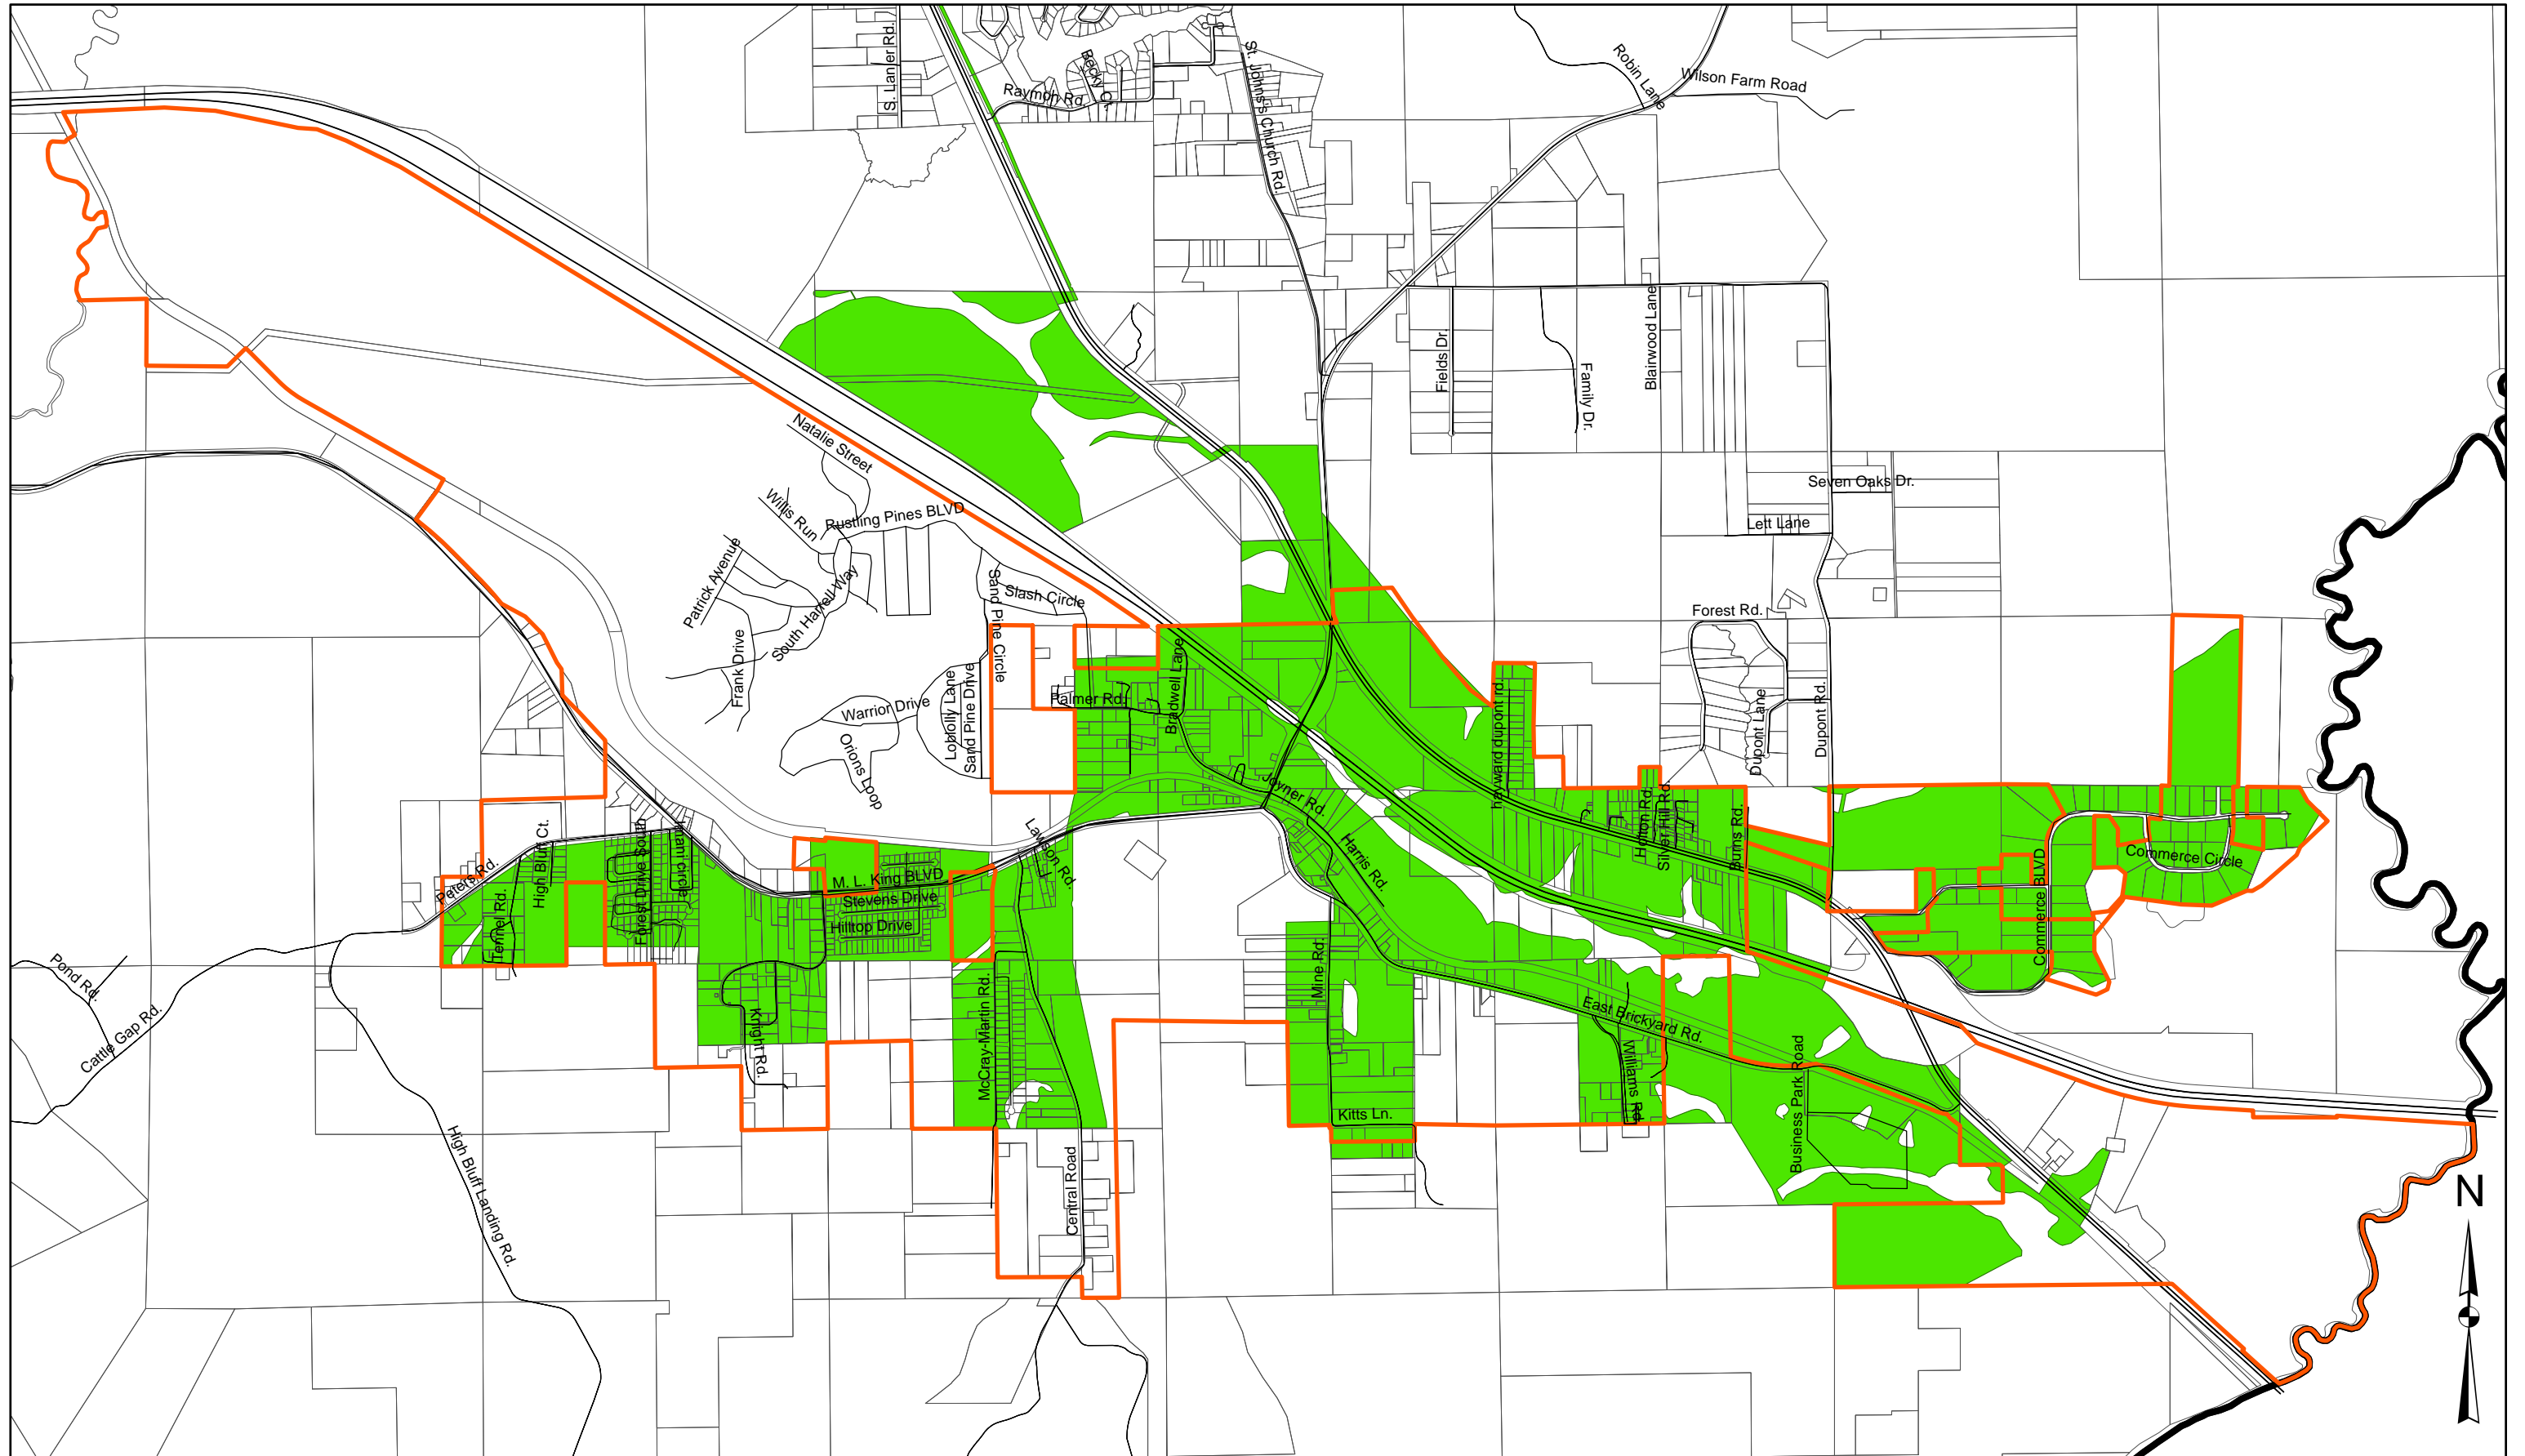 S. Lanier Rd.
Becky Ct.
Raymon Rd.
St. Johns's Church Rd.
Robin Lane
Wilson Farm Road
Fields Dr.
Family Dr.
Blairwood Lane
Natalie Street
Willis Run
Rustling Pines BLVD
Patrick Avenue
South Harrell Way
Frank Drive
Sand Pine Circle
Slash Circle
Seven Oaks Dr.
Lett Lane
Forest Rd.
Warrior Drive
Orions Loop
Loblolly Lane
Sand Pine Drive
Palmer Rd.
Bradwell Lane
hayward dupont rd.
Dupont Lane
Dupont Rd.
Joyner Rd.
Harris Rd.
Holton Rd.
Silver Hill Rd.
Burns Rd.
Commerce BLVD
Commerce Circle
Peters Rd.
High Bluff Ct.
Tennel Rd.
Forest Drive South
M. L. King BLVD
Stevens Drive
Hilltop Drive
Lawson Rd.
Pond Rd.
Cattle Gap Rd.
Knight Rd.
McCray-Martin Rd.
Mine Rd.
East Brickyard Rd.
Williams Rd.
Business Park Road
Kitts Ln.
High Bluff Landing Rd.
Central Road
Commerce BLVD
N